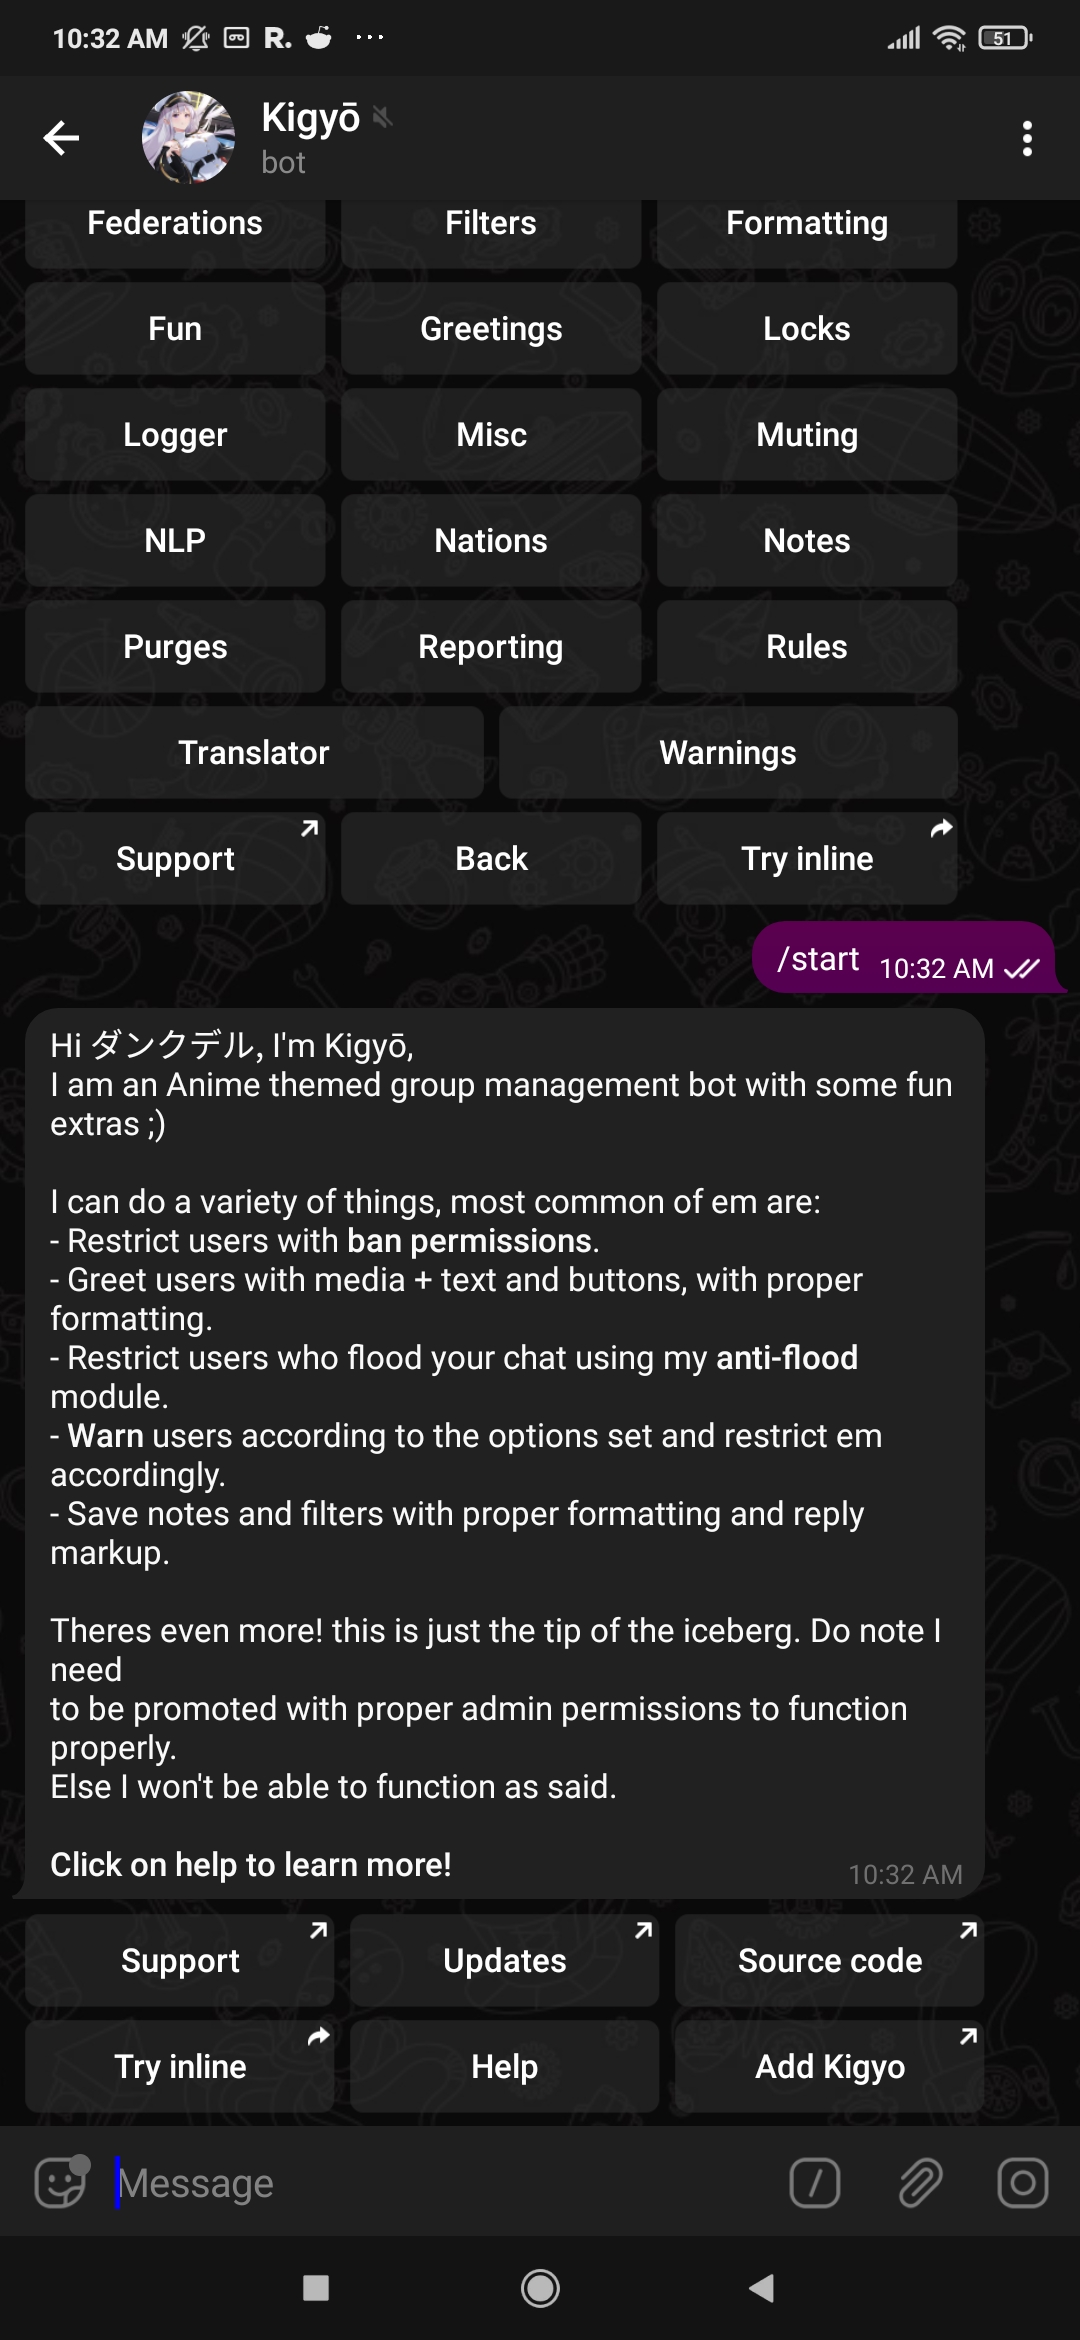 10:32 AM R. 51
Kigyō
bot
Federations Filters Formatting
Fun Greetings Locks
Logger Misc Muting
NLP Nations Notes
Purges Reporting Rules
Translator Warnings
Support Back Try inline
/start 10:32 AM
Hi ダンクデル, I'm Kigyō,
I am an Anime themed group management bot with some fun
extras ;)
I can do a variety of things, most common of em are:
- Restrict users with ban permissions.
- Greet users with media + text and buttons, with proper
formatting.
- Restrict users who flood your chat using my anti-flood
module.
- Warn users according to the options set and restrict em
accordingly.
- Save notes and filters with proper formatting and reply
markup.
Theres even more! this is just the tip of the iceberg. Do note I
need
to be promoted with proper admin permissions to function
properly.
Else I won't be able to function as said.
Click on help to learn more!
10:32 AM
Support Updates Source code
Try inline Help Add Kigyo
Message